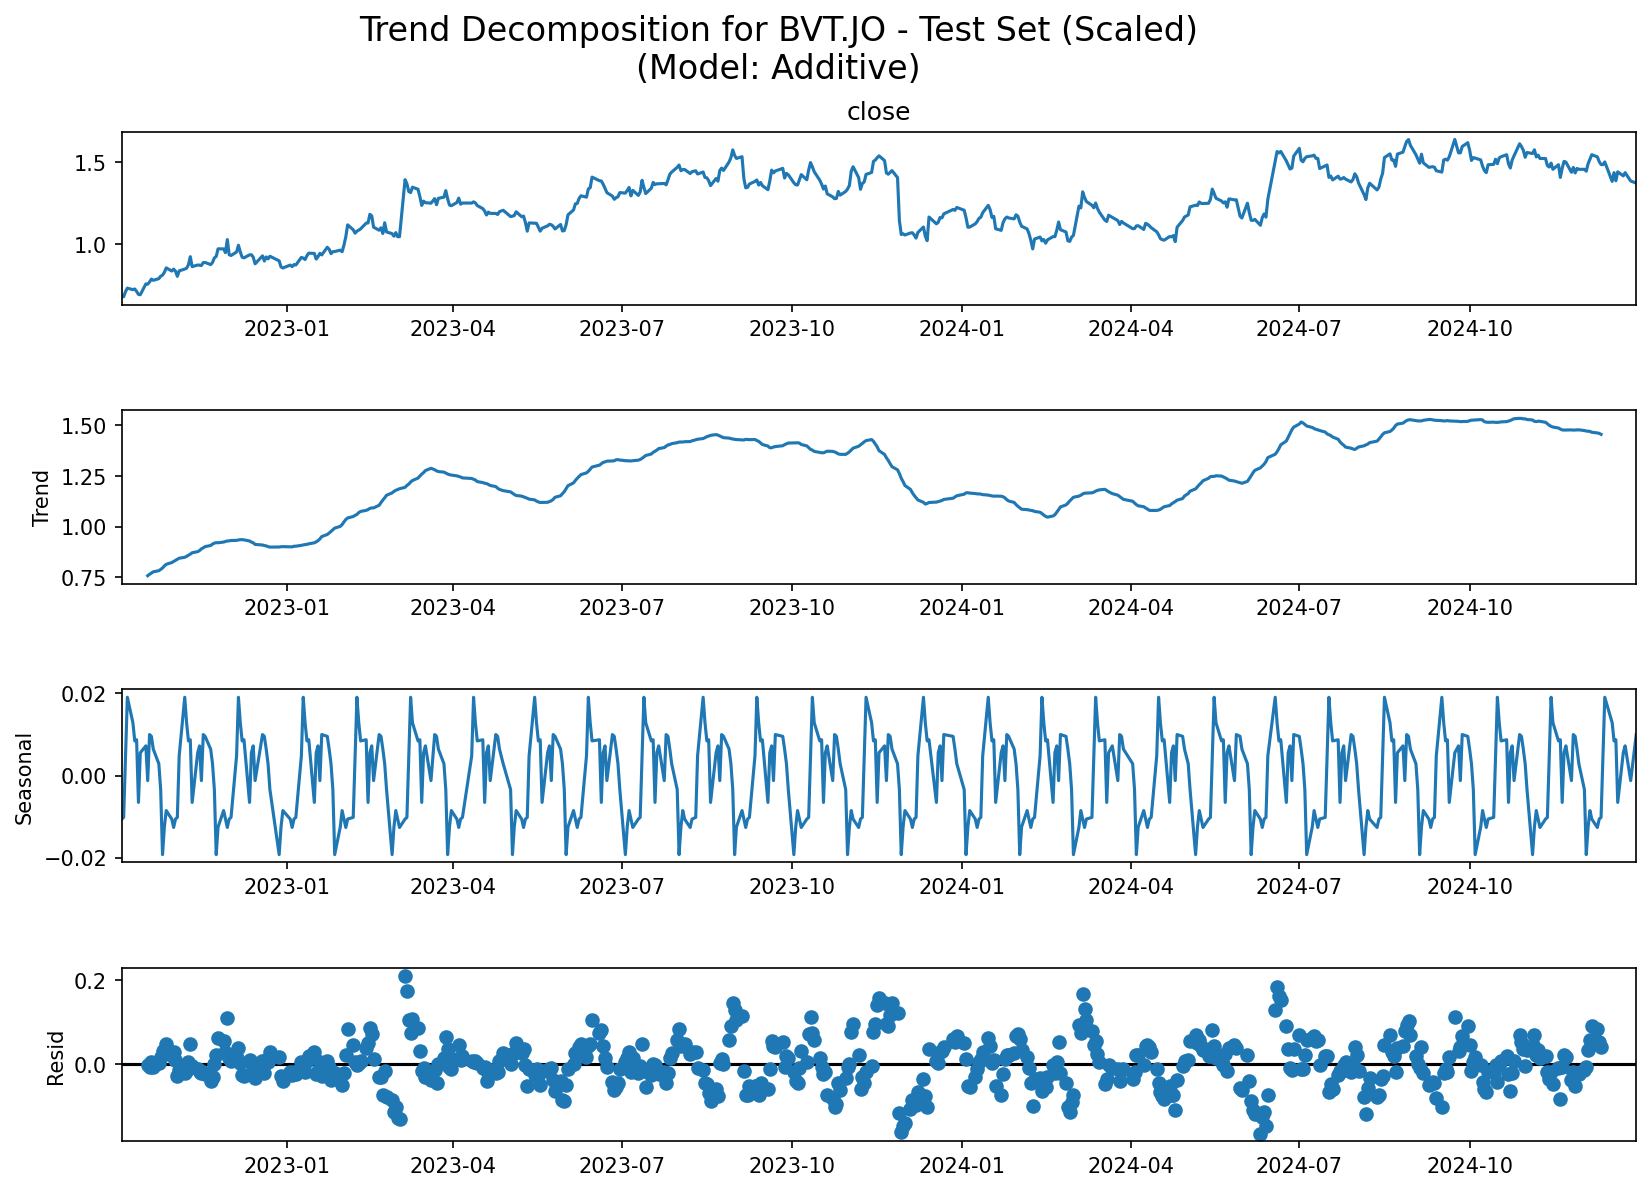 Trend Decomposition for BVT.JO - Test Set (Scaled)
(Model: Additive)
close
1.5
1.0
2023-01 2023-04 2023-07 2023-10 2024-01 2024-04 2024-07 2024-10
Trend
1.50
1.25
1.00
0.75
2023-01 2023-04 2023-07 2023-10 2024-01 2024-04 2024-07 2024-10
Seasonal
0.02
0.00
−0.02
2023-01 2023-04 2023-07 2023-10 2024-01 2024-04 2024-07 2024-10
Resid
0.2
0.0
2023-01 2023-04 2023-07 2023-10 2024-01 2024-04 2024-07 2024-10